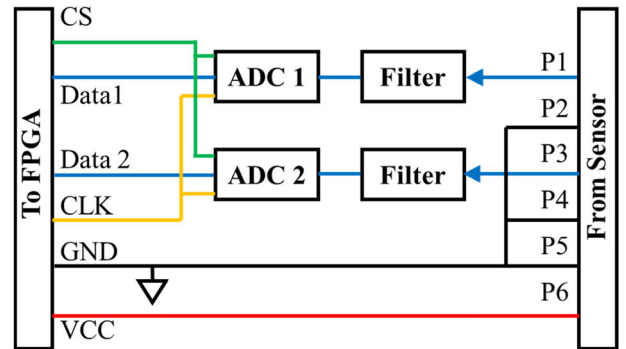 CS
P1
ADC 1
Filter
Data1
P2
Data 2
P3
ADC 2
Filter
CLK
P4
GND
P5
P6
VCC
To FPGA
From Sensor